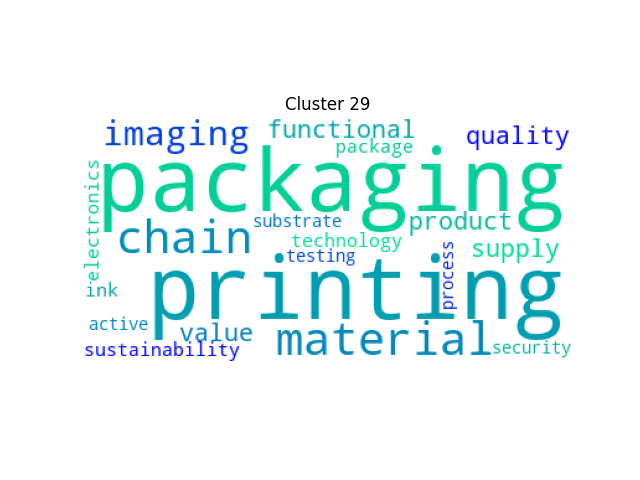 Cluster 29
imaging
functional
quality
package
packaging
electronics
chain
substrate
product
technology
supply
testing
process
printing
ink
active
value
material
sustainability
security